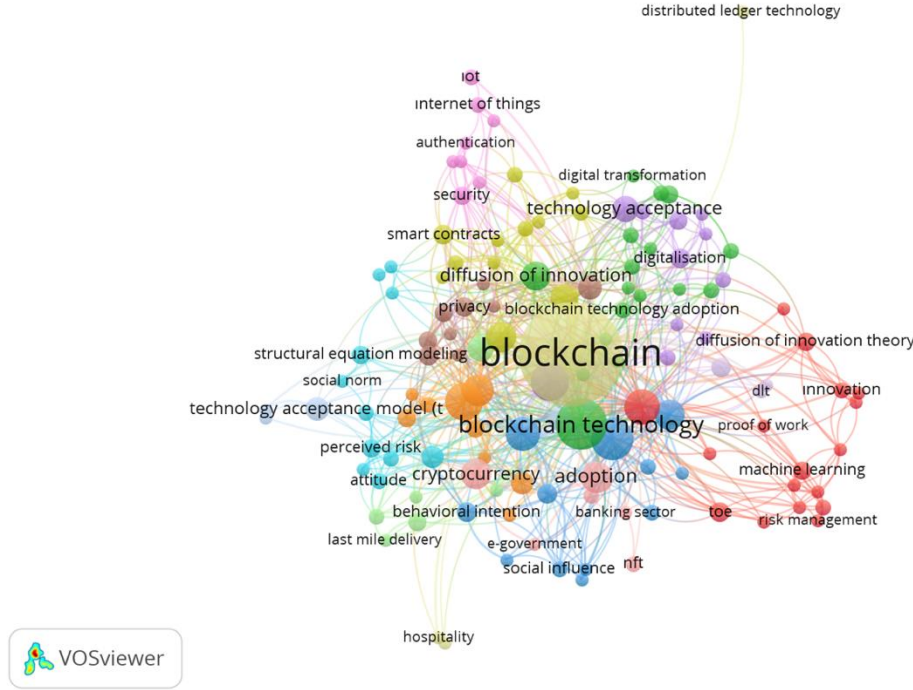 distributed ledger technology
ıot
ınternet of things
authentication
digital transformation
security
technology acceptance
smart contracts
digitalisation
diffusion of innovation
privacy
blockchain technology adoption
diffusion of innovation theory
structural equation modeling
blockchain
social norm
dlt
ınnovation
technology acceptance model (t
blockchain technology
proof of work
perceived risk
machine learning
attitude
cryptocurrency
adoption
behavioral intention
banking sector
toe
risk management
last mile delivery
e-government
social influence
nft
hospitality
VOSviewer